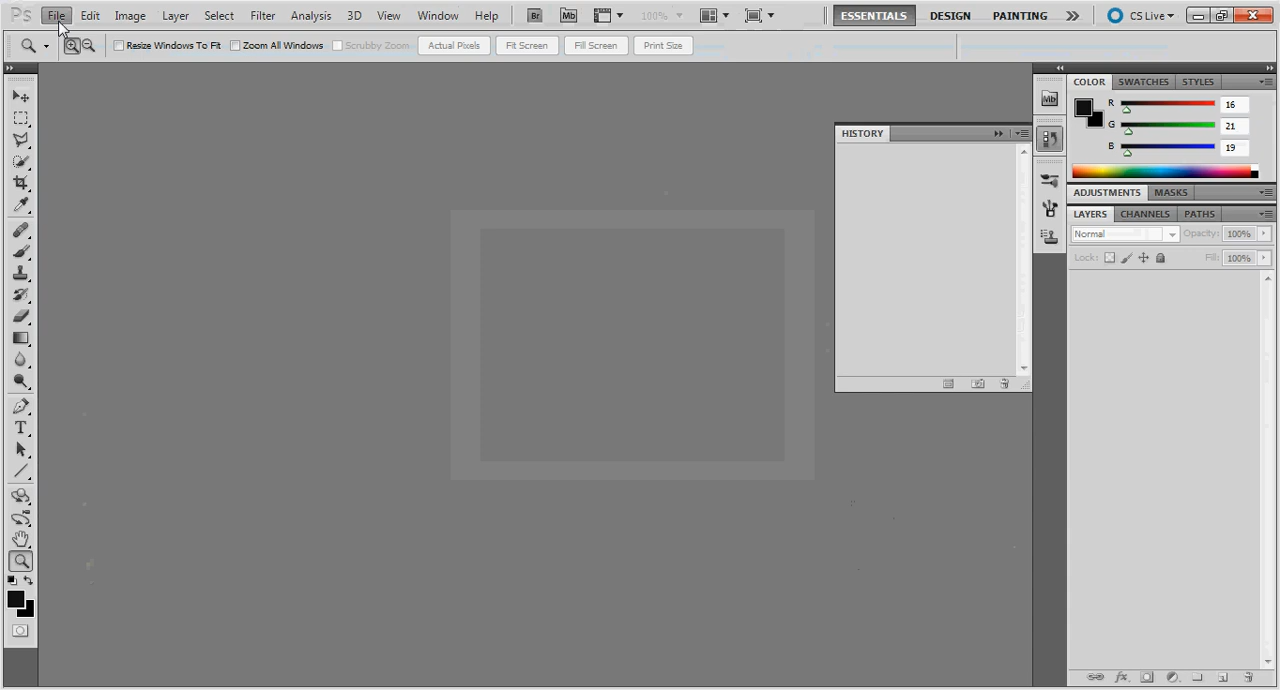 Ps File Edit Image Layer Select Filter Analysis 3D View Window Help Br Mb 100% ESSENTIALS DESIGN PAINTING CS Live
Resize Windows To Fit Zoom All Windows Scrubby Zoom Actual Pixels Fit Screen Fill Screen Print Size
COLOR SWATCHES STYLES
Mb
R 16
G 21
B 19
HISTORY
ADJUSTMENTS MASKS
LAYERS CHANNELS PATHS
Normal Opacity: 100%
Lock: Fill: 100%
T
fx